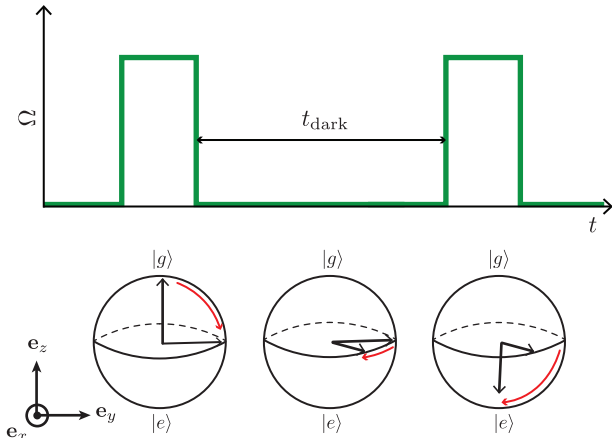 Ω
t_dark
t
|g⟩ |g⟩ |g⟩
e_z
e_y
e_x
|e⟩ |e⟩ |e⟩